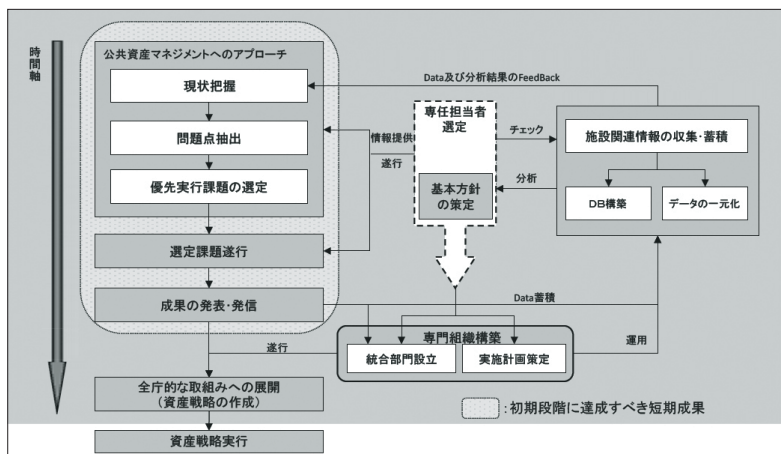 時間軸
公共資産マネジメントへのアプローチ
現状把握
問題点抽出
優先実行課題の選定
選定課題遂行
成果の発表・発信
遂行
全庁的な取組みへの展開
(資産戦略の作成)
資産戦略実行
Data及び分析結果のFeedBack
専任担当者
選定
情報提供
遂行
チェック
分析
基本方針
の策定
施設関連情報の収集・蓄積
DB構築
データの一元化
Data蓄積
専門組織構築
統合部門設立
実施計画策定
運用
:初期段階に達成すべき短期成果